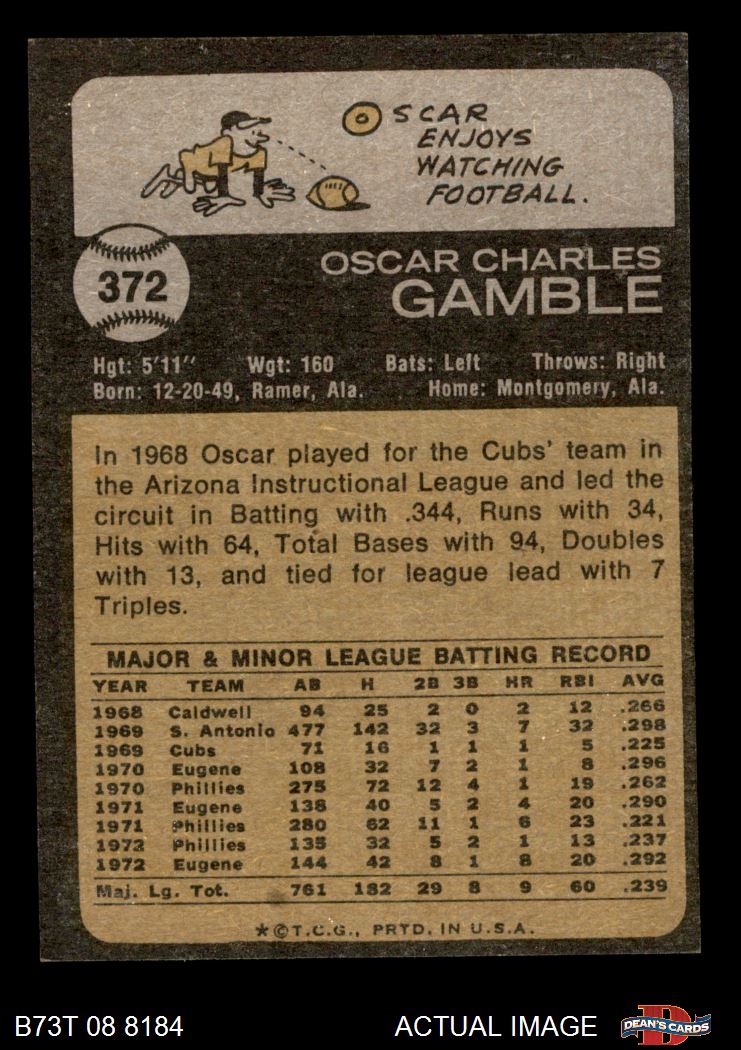 OSCAR
ENJOYS
WATCHING
FOOTBALL.
372
OSCAR CHARLES
GAMBLE
Hgt: 5'11" Wgt: 160 Bats: Left Throws: Right
Born: 12-20-49, Ramer, Ala. Home: Montgomery, Ala.
In 1968 Oscar played for the Cubs' team in
the Arizona Instructional League and led the
circuit in Batting with .344, Runs with 34,
Hits with 64, Total Bases with 94, Doubles
with 13, and tied for league lead with 7
Triples.
MAJOR & MINOR LEAGUE BATTING RECORD
YEAR TEAM AB H 2B 3B HR RBI AVG
1968 Caldwell 94 25 2 0 2 12 .266
1969 S. Antonio 477 142 32 3 7 32 .298
1969 Cubs 71 16 1 1 1 5 .225
1970 Eugene 108 32 7 2 1 8 .296
1970 Phillies 275 72 12 4 1 19 .262
1971 Eugene 138 40 5 2 4 20 .290
1971 Phillies 280 62 11 1 6 23 .221
1972 Phillies 135 32 5 2 1 13 .237
1972 Eugene 144 42 8 1 8 20 .292
Maj. Lg. Tot. 761 182 29 8 9 60 .239
*©T.C.G., PRTD. IN U.S.A.
B73T 08 8184 ACTUAL IMAGE
D
DEAN'S CARDS